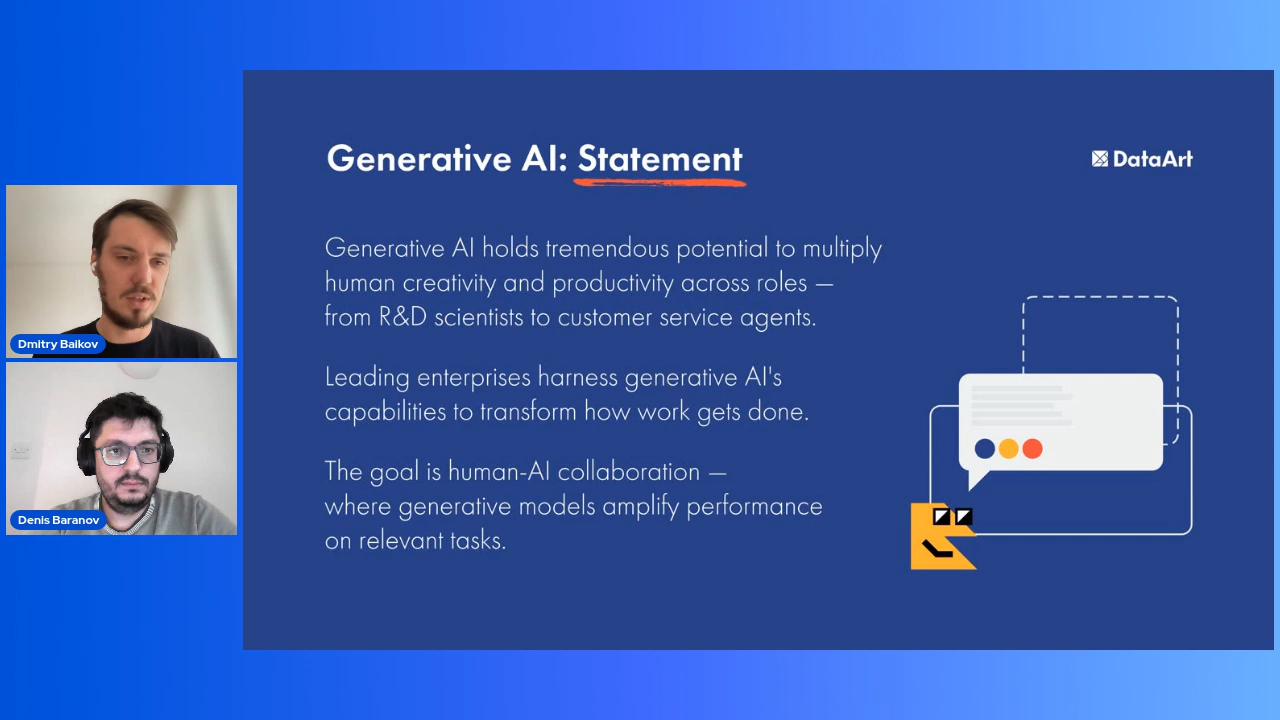 Generative AI: Statement
DataArt
Generative AI holds tremendous potential to multiply
human creativity and productivity across roles —
from R&D scientists to customer service agents.
Leading enterprises harness generative AI's
capabilities to transform how work gets done.
The goal is human-AI collaboration —
where generative models amplify performance
on relevant tasks.
Dmitry Baikov
Denis Baranov